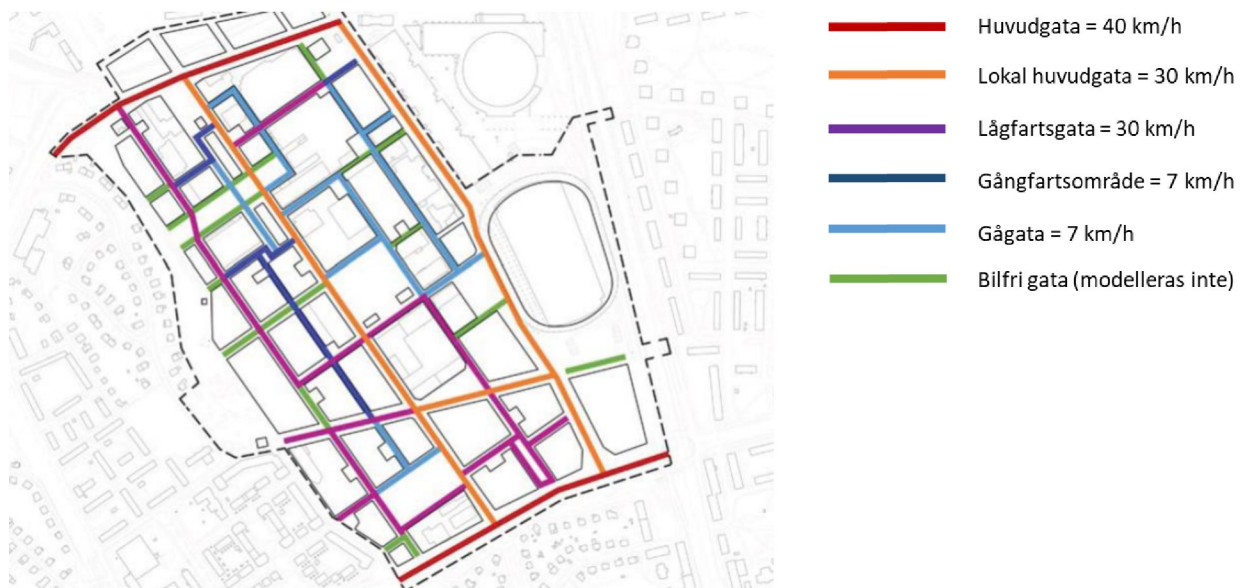 Huvudgata = 40 km/h
Lokal huvudgata = 30 km/h
Lågfartsgata = 30 km/h
Gångfartsområde = 7 km/h
Gågata = 7 km/h
Bilfri gata (modelleras inte)